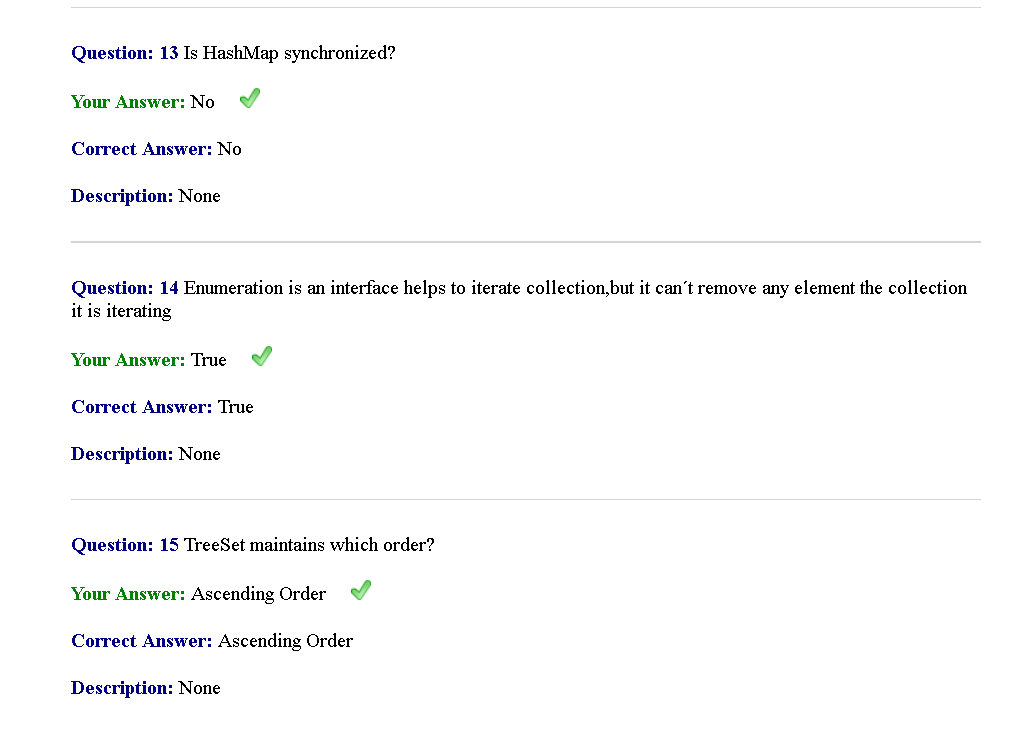 Question: 13 Is HashMap synchronized?
Your Answer: No
Correct Answer: No
Description: None
Question: 14 Enumeration is an interface helps to iterate collection,but it can´t remove any element the collection
it is iterating
Your Answer: True
Correct Answer: True
Description: None
Question: 15 TreeSet maintains which order?
Your Answer: Ascending Order
Correct Answer: Ascending Order
Description: None